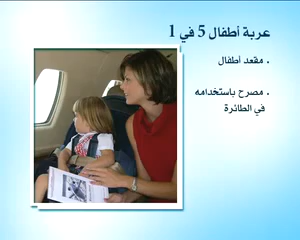 عربة أطفال 5 في 1
. مقعد أطفال
. مصرح باستخدامه
في الطائرة